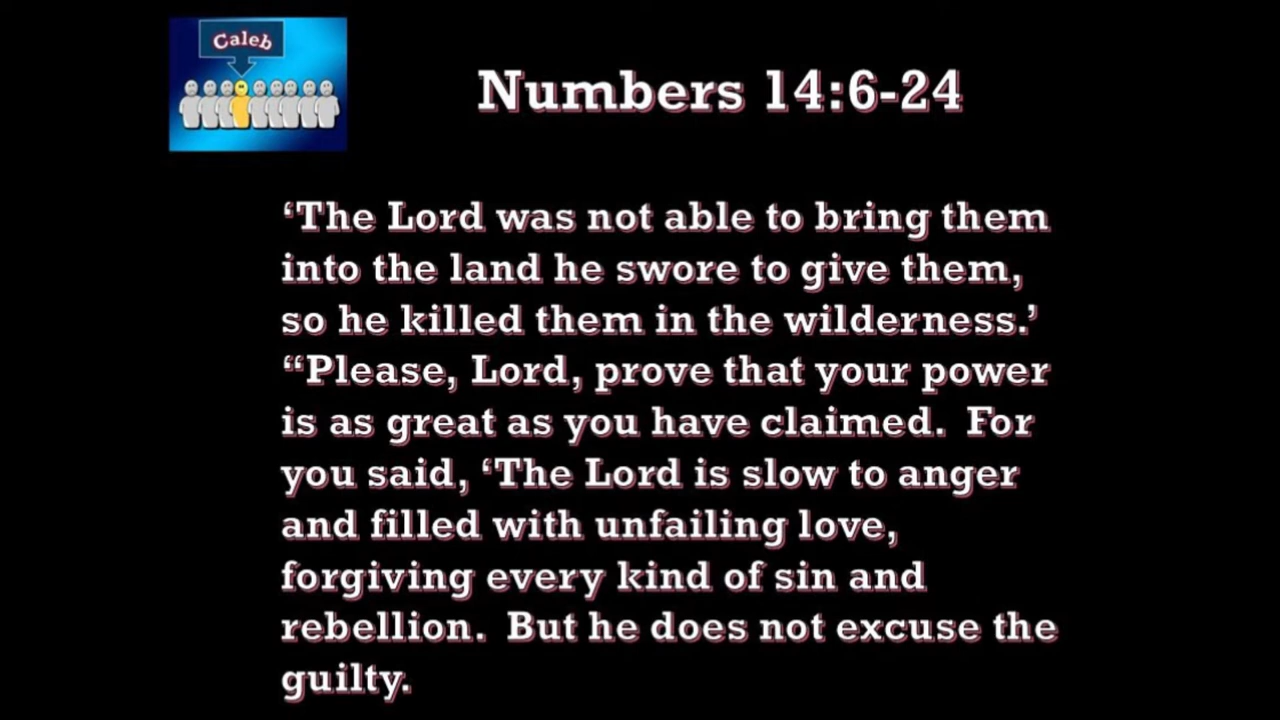 Caleb
Numbers 14:6-24
‘The Lord was not able to bring them
into the land he swore to give them,
so he killed them in the wilderness.’
“Please, Lord, prove that your power
is as great as you have claimed.  For
you said, ‘The Lord is slow to anger
and filled with unfailing love,
forgiving every kind of sin and
rebellion.  But he does not excuse the
guilty.